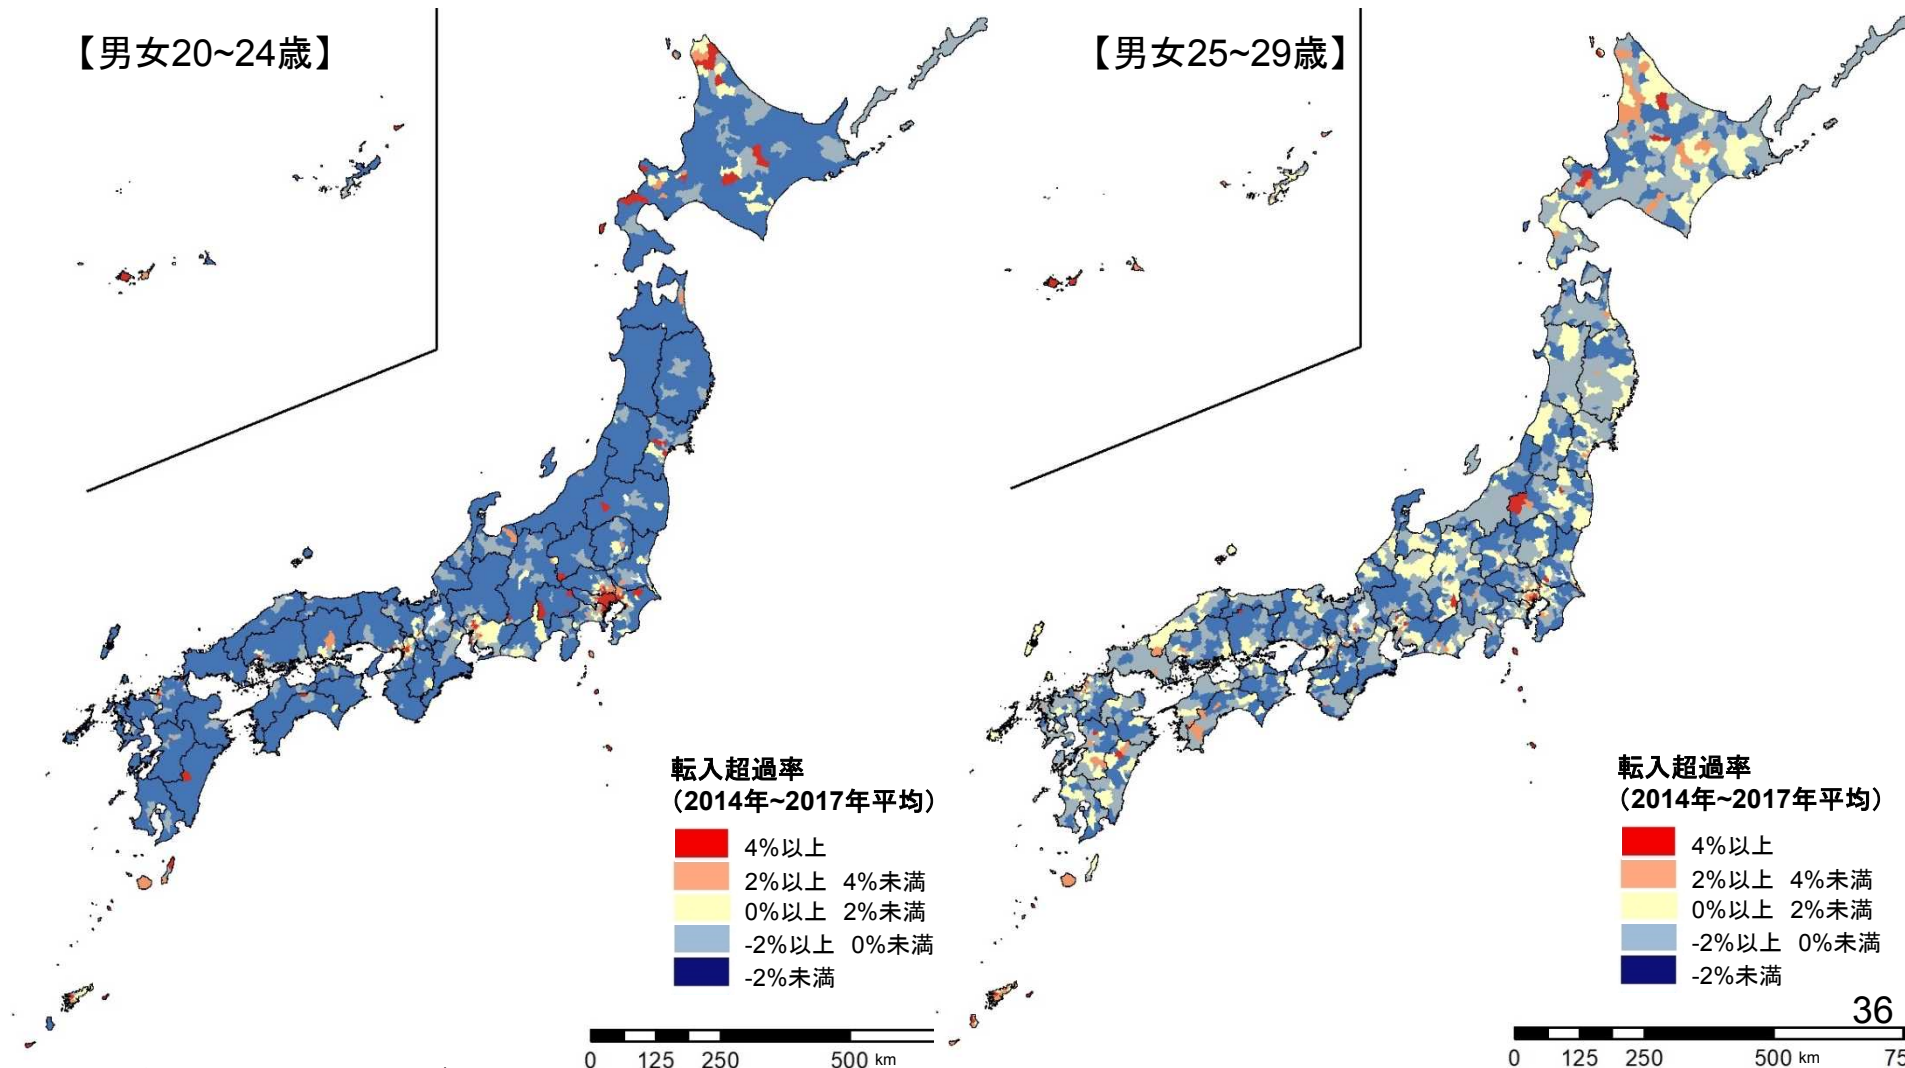 【男女20~24歳】
転入超過率
（2014年~2017年平均）
4%以上
2%以上 4%未満
0%以上 2%未満
-2%以上 0%未満
-2%未満
0 125 250 500 km
【男女25~29歳】
転入超過率
（2014年~2017年平均）
4%以上
2%以上 4%未満
0%以上 2%未満
-2%以上 0%未満
-2%未満
36
0 125 250 500 km 75